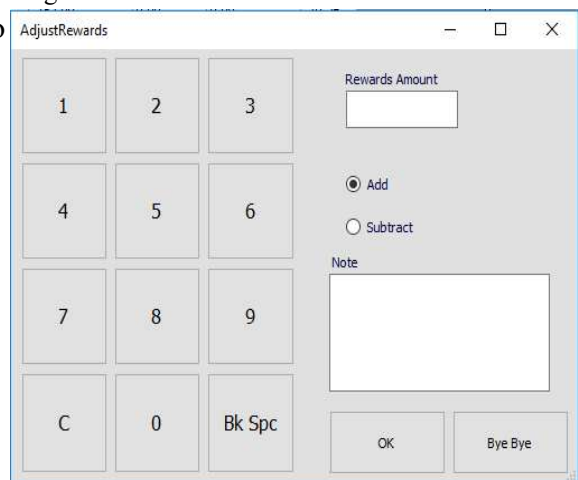 AdjustRewards
1 2 3
Rewards Amount
4 5 6
Add
Subtract
Note
7 8 9
C 0 Bk Spc
OK Bye Bye